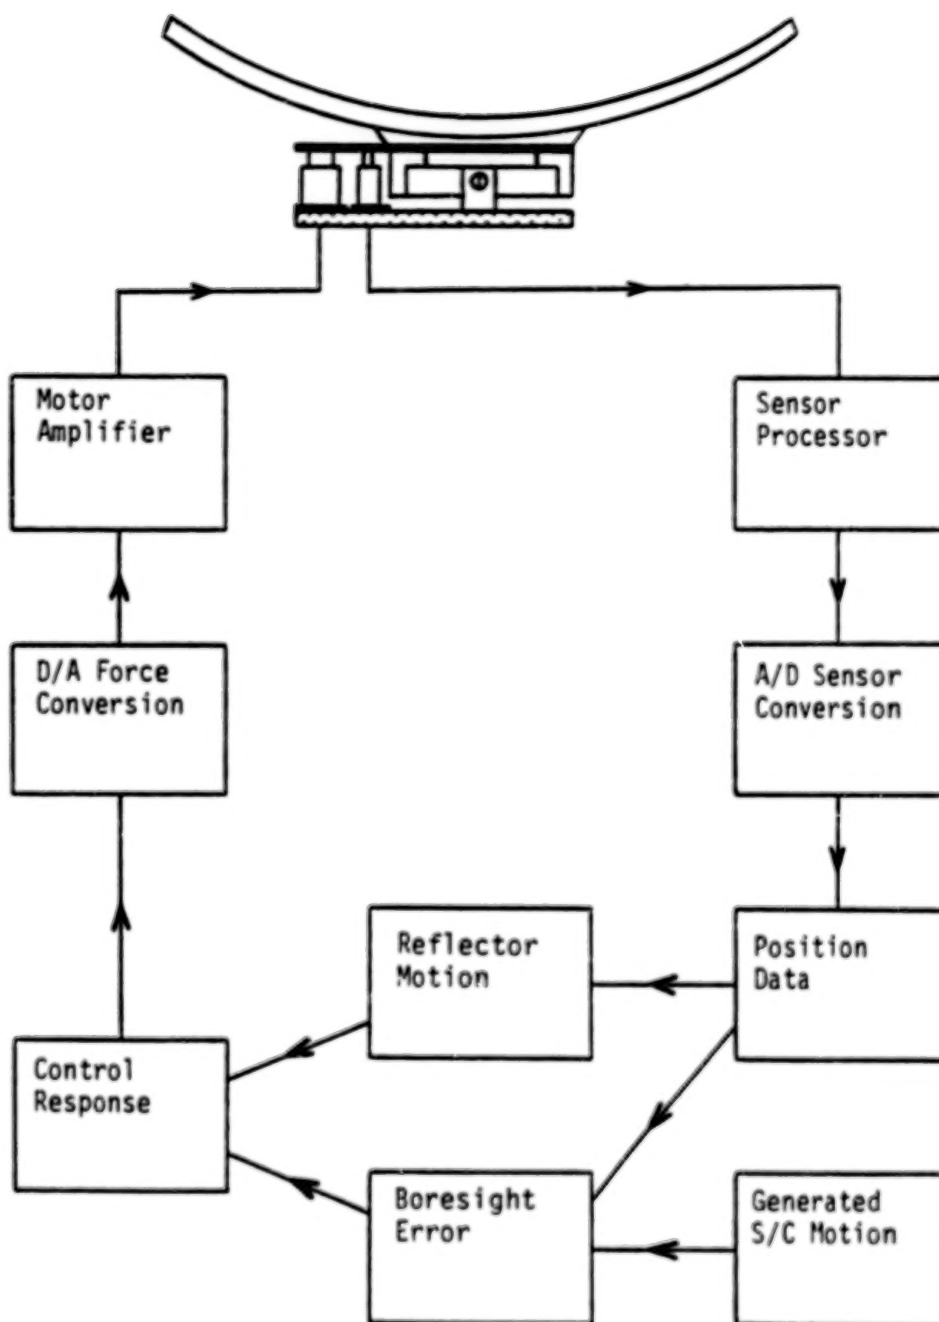 Motor
Amplifier
Sensor
Processor
D/A Force
Conversion
A/D Sensor
Conversion
Reflector
Motion
Position
Data
Control
Response
Boresight
Error
Generated
S/C Motion